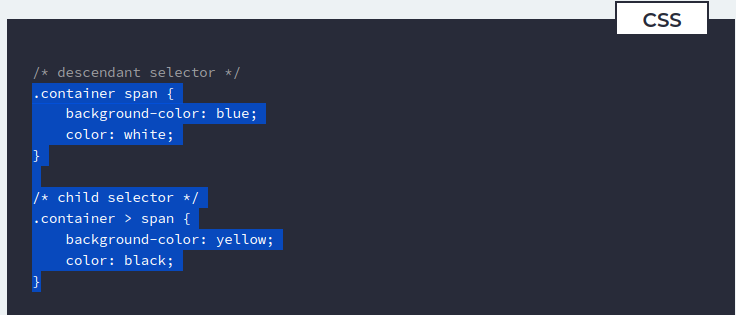 CSS
/* descendant selector */
.container span {
    background-color: blue;
    color: white;
}

/* child selector */
.container > span {
    background-color: yellow;
    color: black;
}